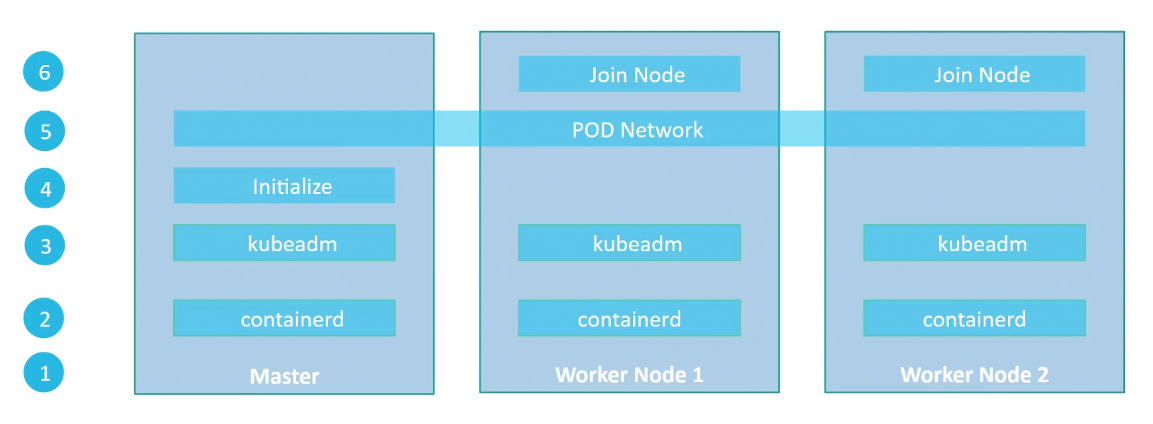 6 Join Node Join Node
5 POD Network
4 Initialize
3 kubeadm kubeadm kubeadm
2 containerd containerd containerd
1 Master Worker Node 1 Worker Node 2